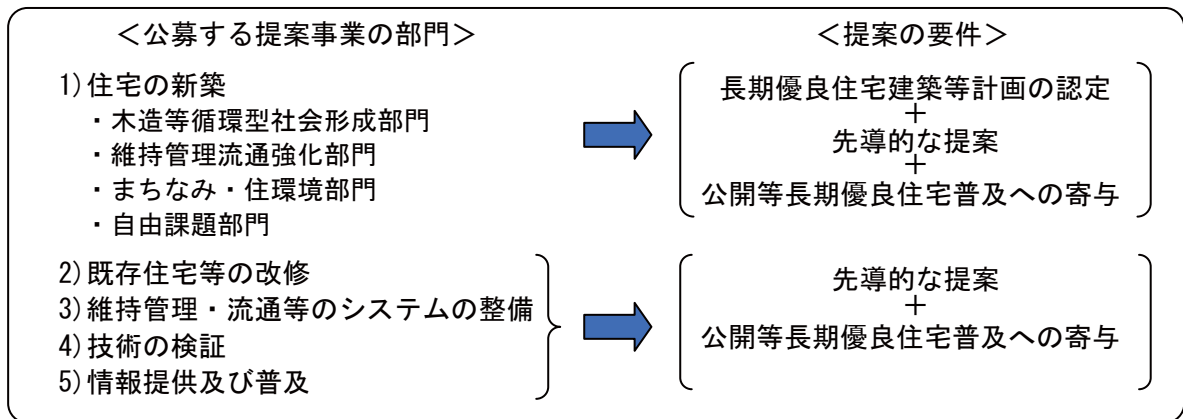 ＜公募する提案事業の部門＞
1)住宅の新築
・木造等循環型社会形成部門
・維持管理流通強化部門
・まちなみ・住環境部門
・自由課題部門
2)既存住宅等の改修
3)維持管理・流通等のシステムの整備
4)技術の検証
5)情報提供及び普及
＜提案の要件＞
長期優良住宅建築等計画の認定
＋
先導的な提案
＋
公開等長期優良住宅普及への寄与
先導的な提案
＋
公開等長期優良住宅普及への寄与